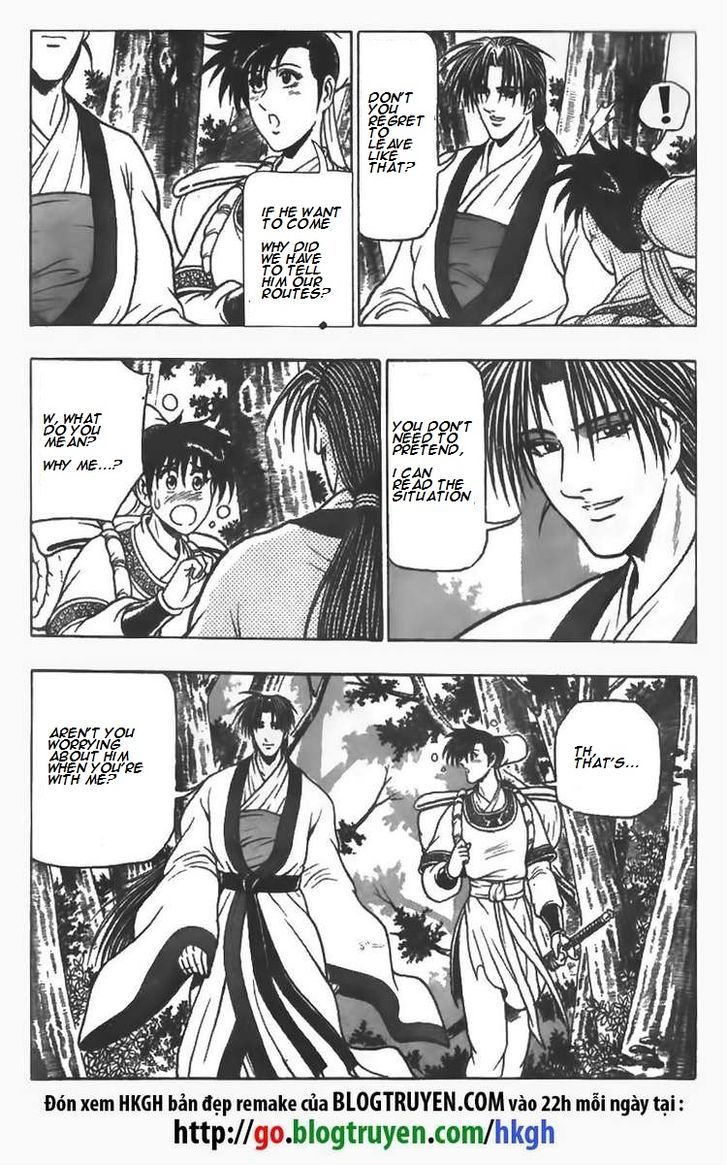 IF HE WANT
TO COME
WHY DID
WE HAVE
TO TELL
HIM OUR
ROUTES?
DON'T
YOU
REGRET
TO
LEAVE
LIKE
THAT?
!
W, WHAT
DO YOU
MEAN?
WHY ME...?
YOU DON'T
NEED TO
PRETEND,
I CAN
READ THE
SITUATION
AREN'T YOU
WORRYING
ABOUT HIM
WHEN YOU'RE
WITH ME?
TH,
THAT'S...
Đón xem HKGH bản đẹp remake của BLOGTRUYEN.COM vào 22h mỗi ngày tại :
http://go.blogtruyen.com/hkgh